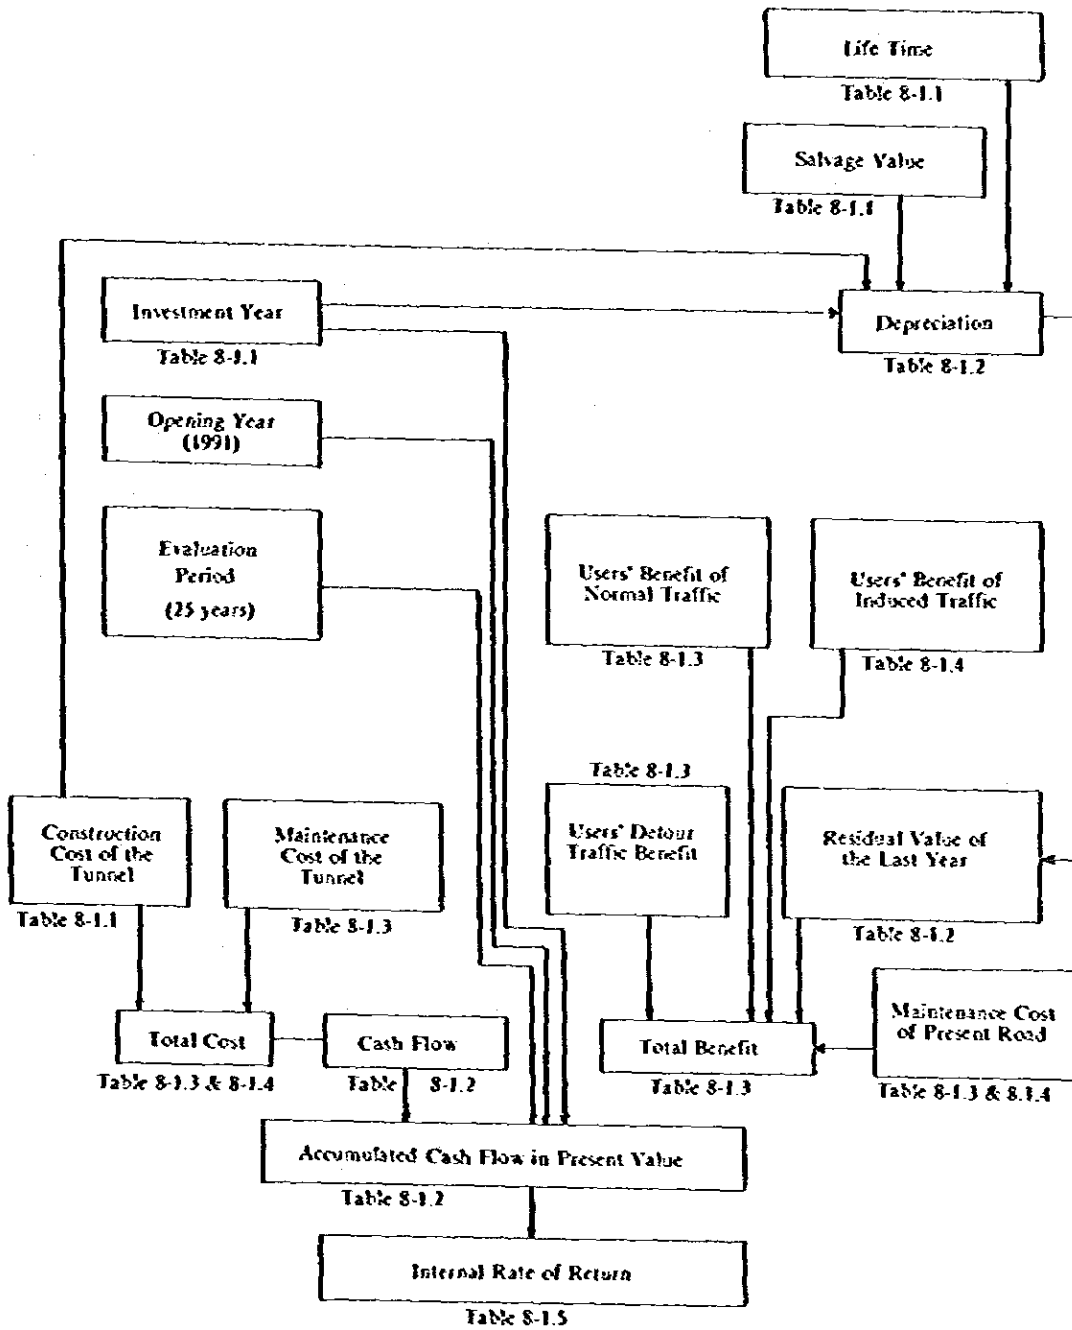 Life Time
Table 8-1.1
Salvage Value
Table 8-1.1
Investment Year
Table 8-1.1
Depreciation
Table 8-1.2
Opening Year
(1991)
Evaluation
Period
(25 years)
Users' Benefit of
Normal Traffic
Table 8-1.3
Users' Benefit of
Induced Traffic
Table 8-1.4
Construction
Cost of the
Tunnel
Table 8-1.1
Maintenance
Cost of the
Tunnel
Table 8-1.3
Table 8-1.3
Users' Detour
Traffic Benefit
Residual Value of
the Last Year
Table 8-1.2
Total Cost
Table 8-1.3 & 8-1.4
Cash Flow
Table 8-1.2
Total Benefit
Table 8-1.3
Maintenance Cost
of Present Road
Table 8-1.3 & 8.1.4
Accumulated Cash Flow in Present Value
Table 8-1.2
Internal Rate of Return
Table 8-1.5